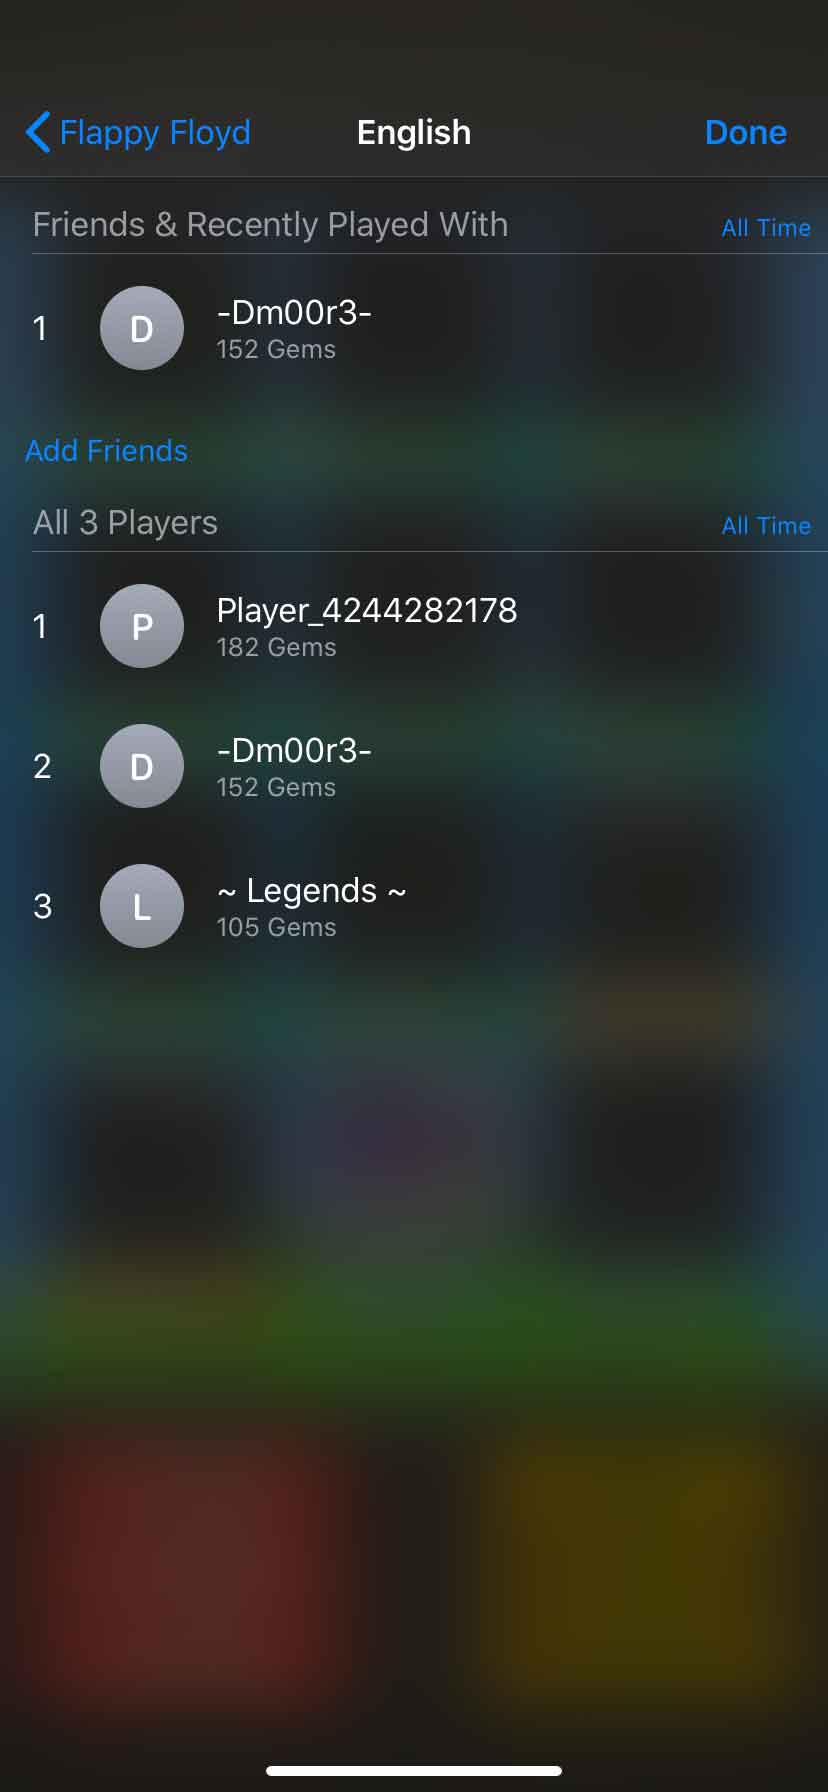 Flappy Floyd English Done
Friends & Recently Played With All Time
1 D -Dm00r3-
152 Gems
Add Friends
All 3 Players All Time
1 P Player_4244282178
182 Gems
2 D -Dm00r3-
152 Gems
3 L ~ Legends ~
105 Gems